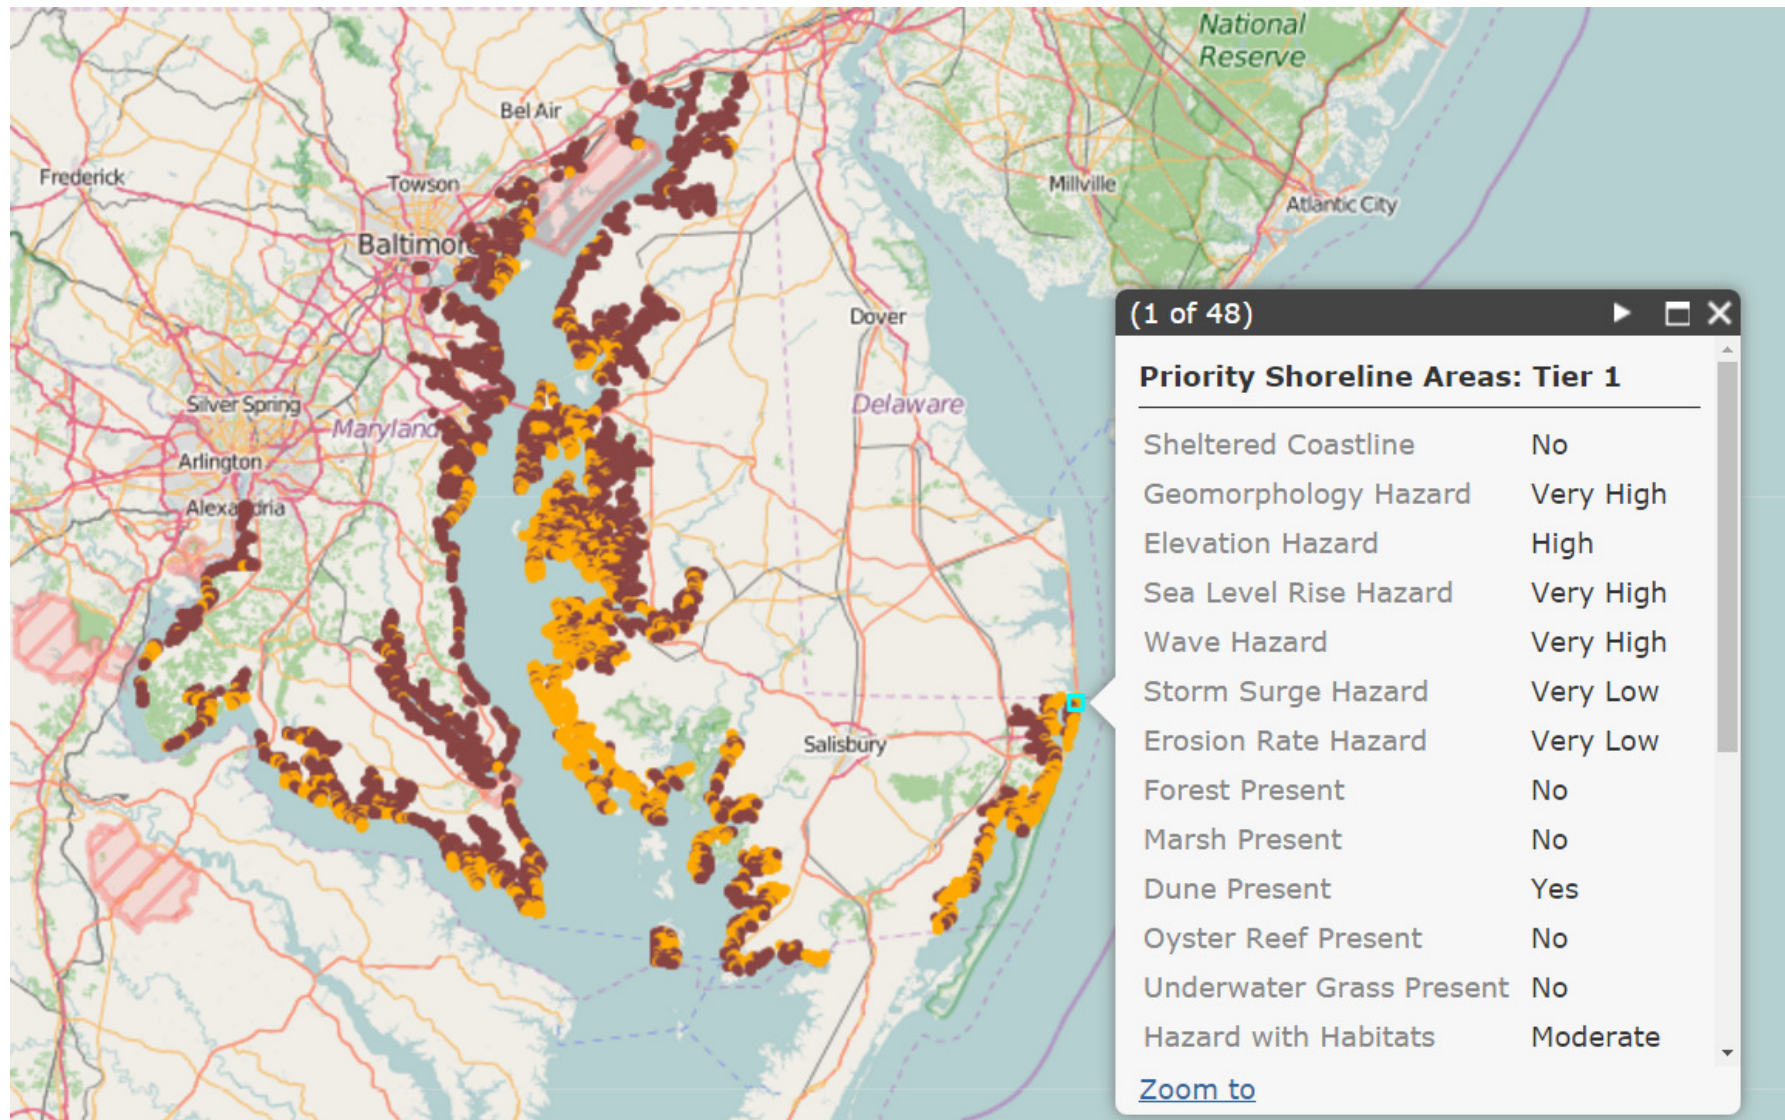 National
Reserve
Bel Air
Frederick
Towson
Millville
Atlantic City
Baltimore
Dover
Silver Spring
Maryland
Delaware
Arlington
Alexandria
Salisbury
(1 of 48)
Priority Shoreline Areas: Tier 1
Sheltered Coastline No
Geomorphology Hazard Very High
Elevation Hazard High
Sea Level Rise Hazard Very High
Wave Hazard Very High
Storm Surge Hazard Very Low
Erosion Rate Hazard Very Low
Forest Present No
Marsh Present No
Dune Present Yes
Oyster Reef Present No
Underwater Grass Present No
Hazard with Habitats Moderate
Zoom to